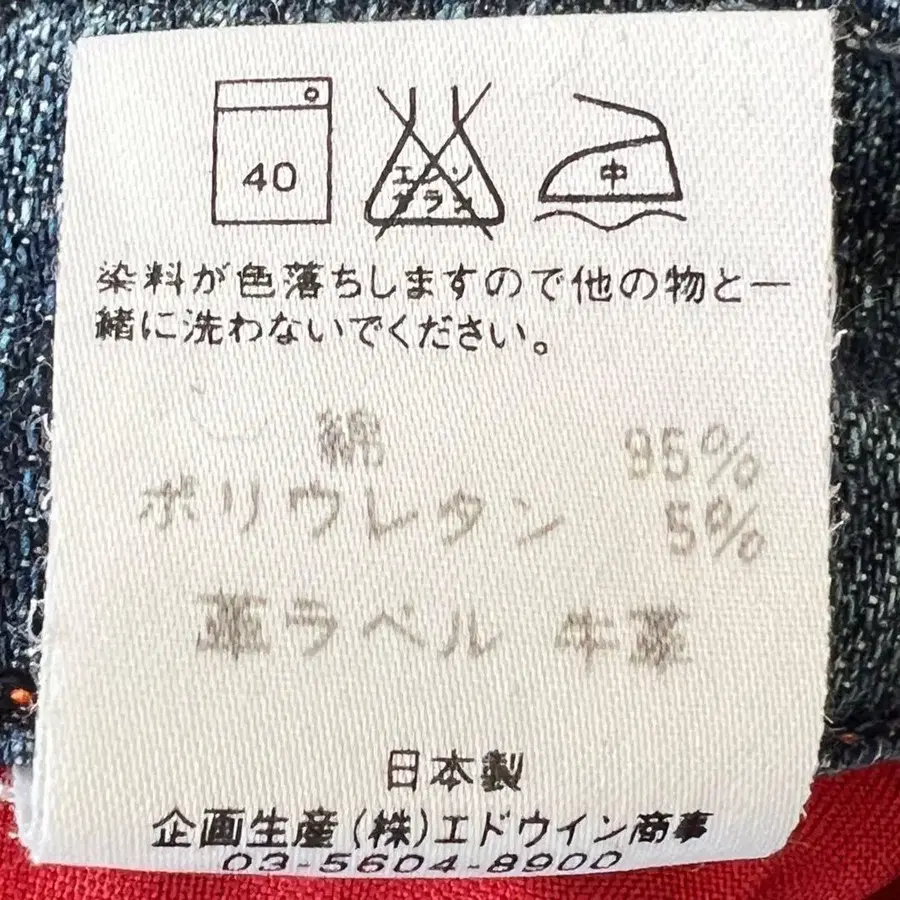 40
エンソ
サラシ
中
染料が色落ちしますので他の物と一
緒に洗わないでください。
綿 95%
ポリウレタン 5%
革ラベル 牛革
日本製
企画生産(株)エドウイン商事
03-5604-8900